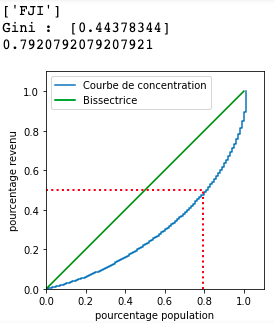 ['FJI']
Gini :  [0.44378344]
0.7920792079207921
Courbe de concentration
Bissectrice
pourcentage revenu
1.0
0.8
0.6
0.4
0.2
0.0
0.0 0.2 0.4 0.6 0.8 1.0
pourcentage population